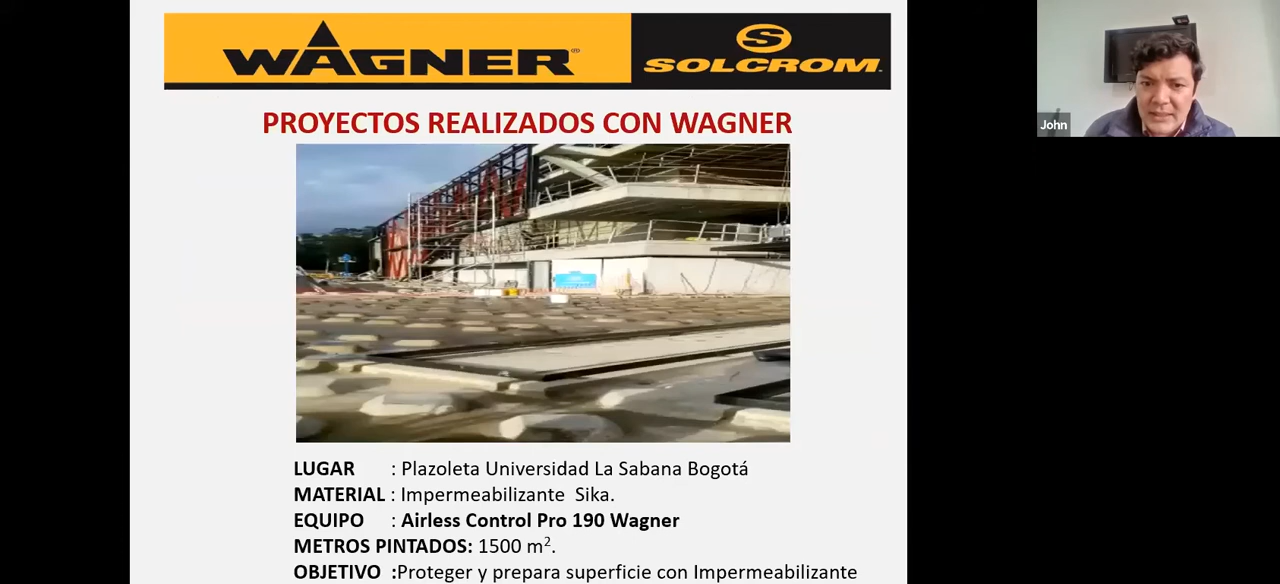 WAGNER®
SOLCROM
John
PROYECTOS REALIZADOS CON WAGNER
LUGAR : Plazoleta Universidad La Sabana Bogotá
MATERIAL : Impermeabilizante Sika.
EQUIPO : Airless Control Pro 190 Wagner
METROS PINTADOS: 1500 m².
OBJETIVO :Proteger y prepara superficie con Impermeabilizante